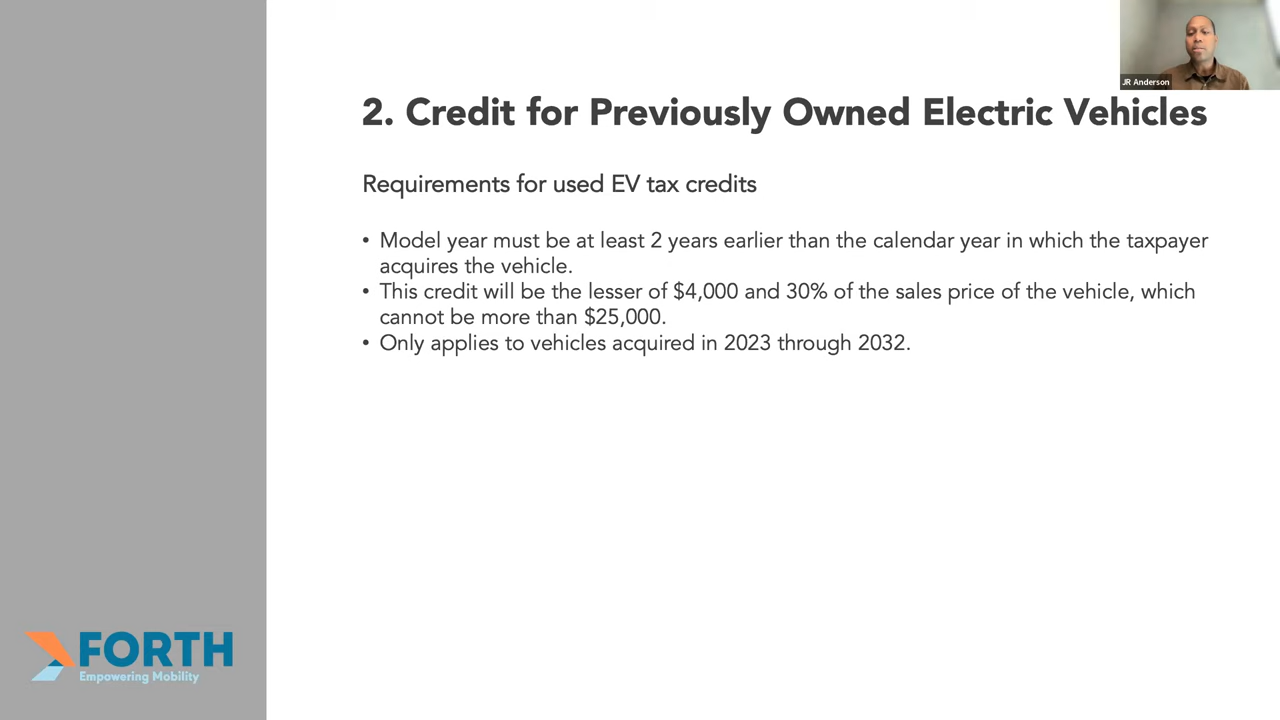 JR Anderson
2. Credit for Previously Owned Electric Vehicles
Requirements for used EV tax credits
• Model year must be at least 2 years earlier than the calendar year in which the taxpayer
acquires the vehicle.
• This credit will be the lesser of $4,000 and 30% of the sales price of the vehicle, which
cannot be more than $25,000.
• Only applies to vehicles acquired in 2023 through 2032.
FORTH
Empowering Mobility